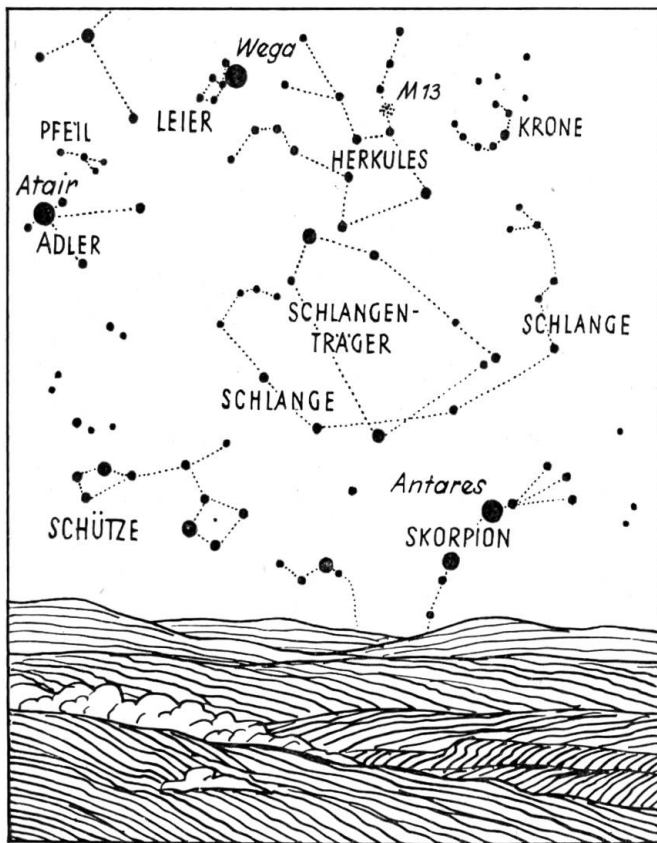 Wega
LEIER
M13
KRONE
PFEIL
HERKULES
Atair
ADLER
SCHLANGEN-
TRÄGER
SCHLANGE
SCHLANGE
Antares
SCHÜTZE
SKORPION